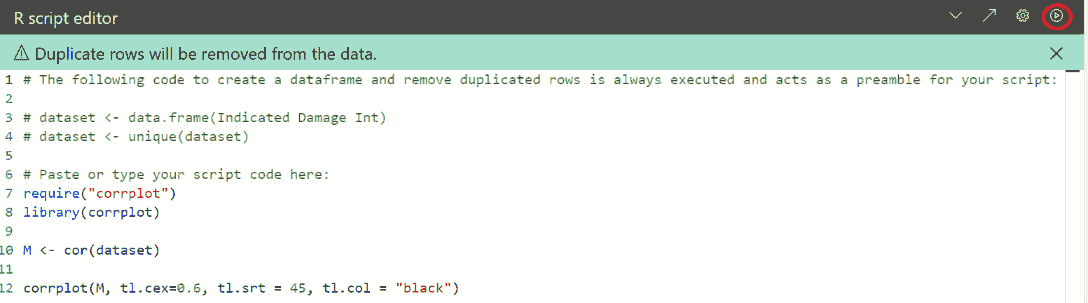 R script editor
Duplicate rows will be removed from the data.
1 # The following code to create a dataframe and remove duplicated rows is always executed and acts as a preamble for your script:
2
3 # dataset <- data.frame(Indicated Damage Int)
4 # dataset <- unique(dataset)
5
6 # Paste or type your script code here:
7 require("corrplot")
8 library(corrplot)
9
10 M <- cor(dataset)
11
12 corrplot(M, tl.cex=0.6, tl.srt = 45, tl.col = "black")